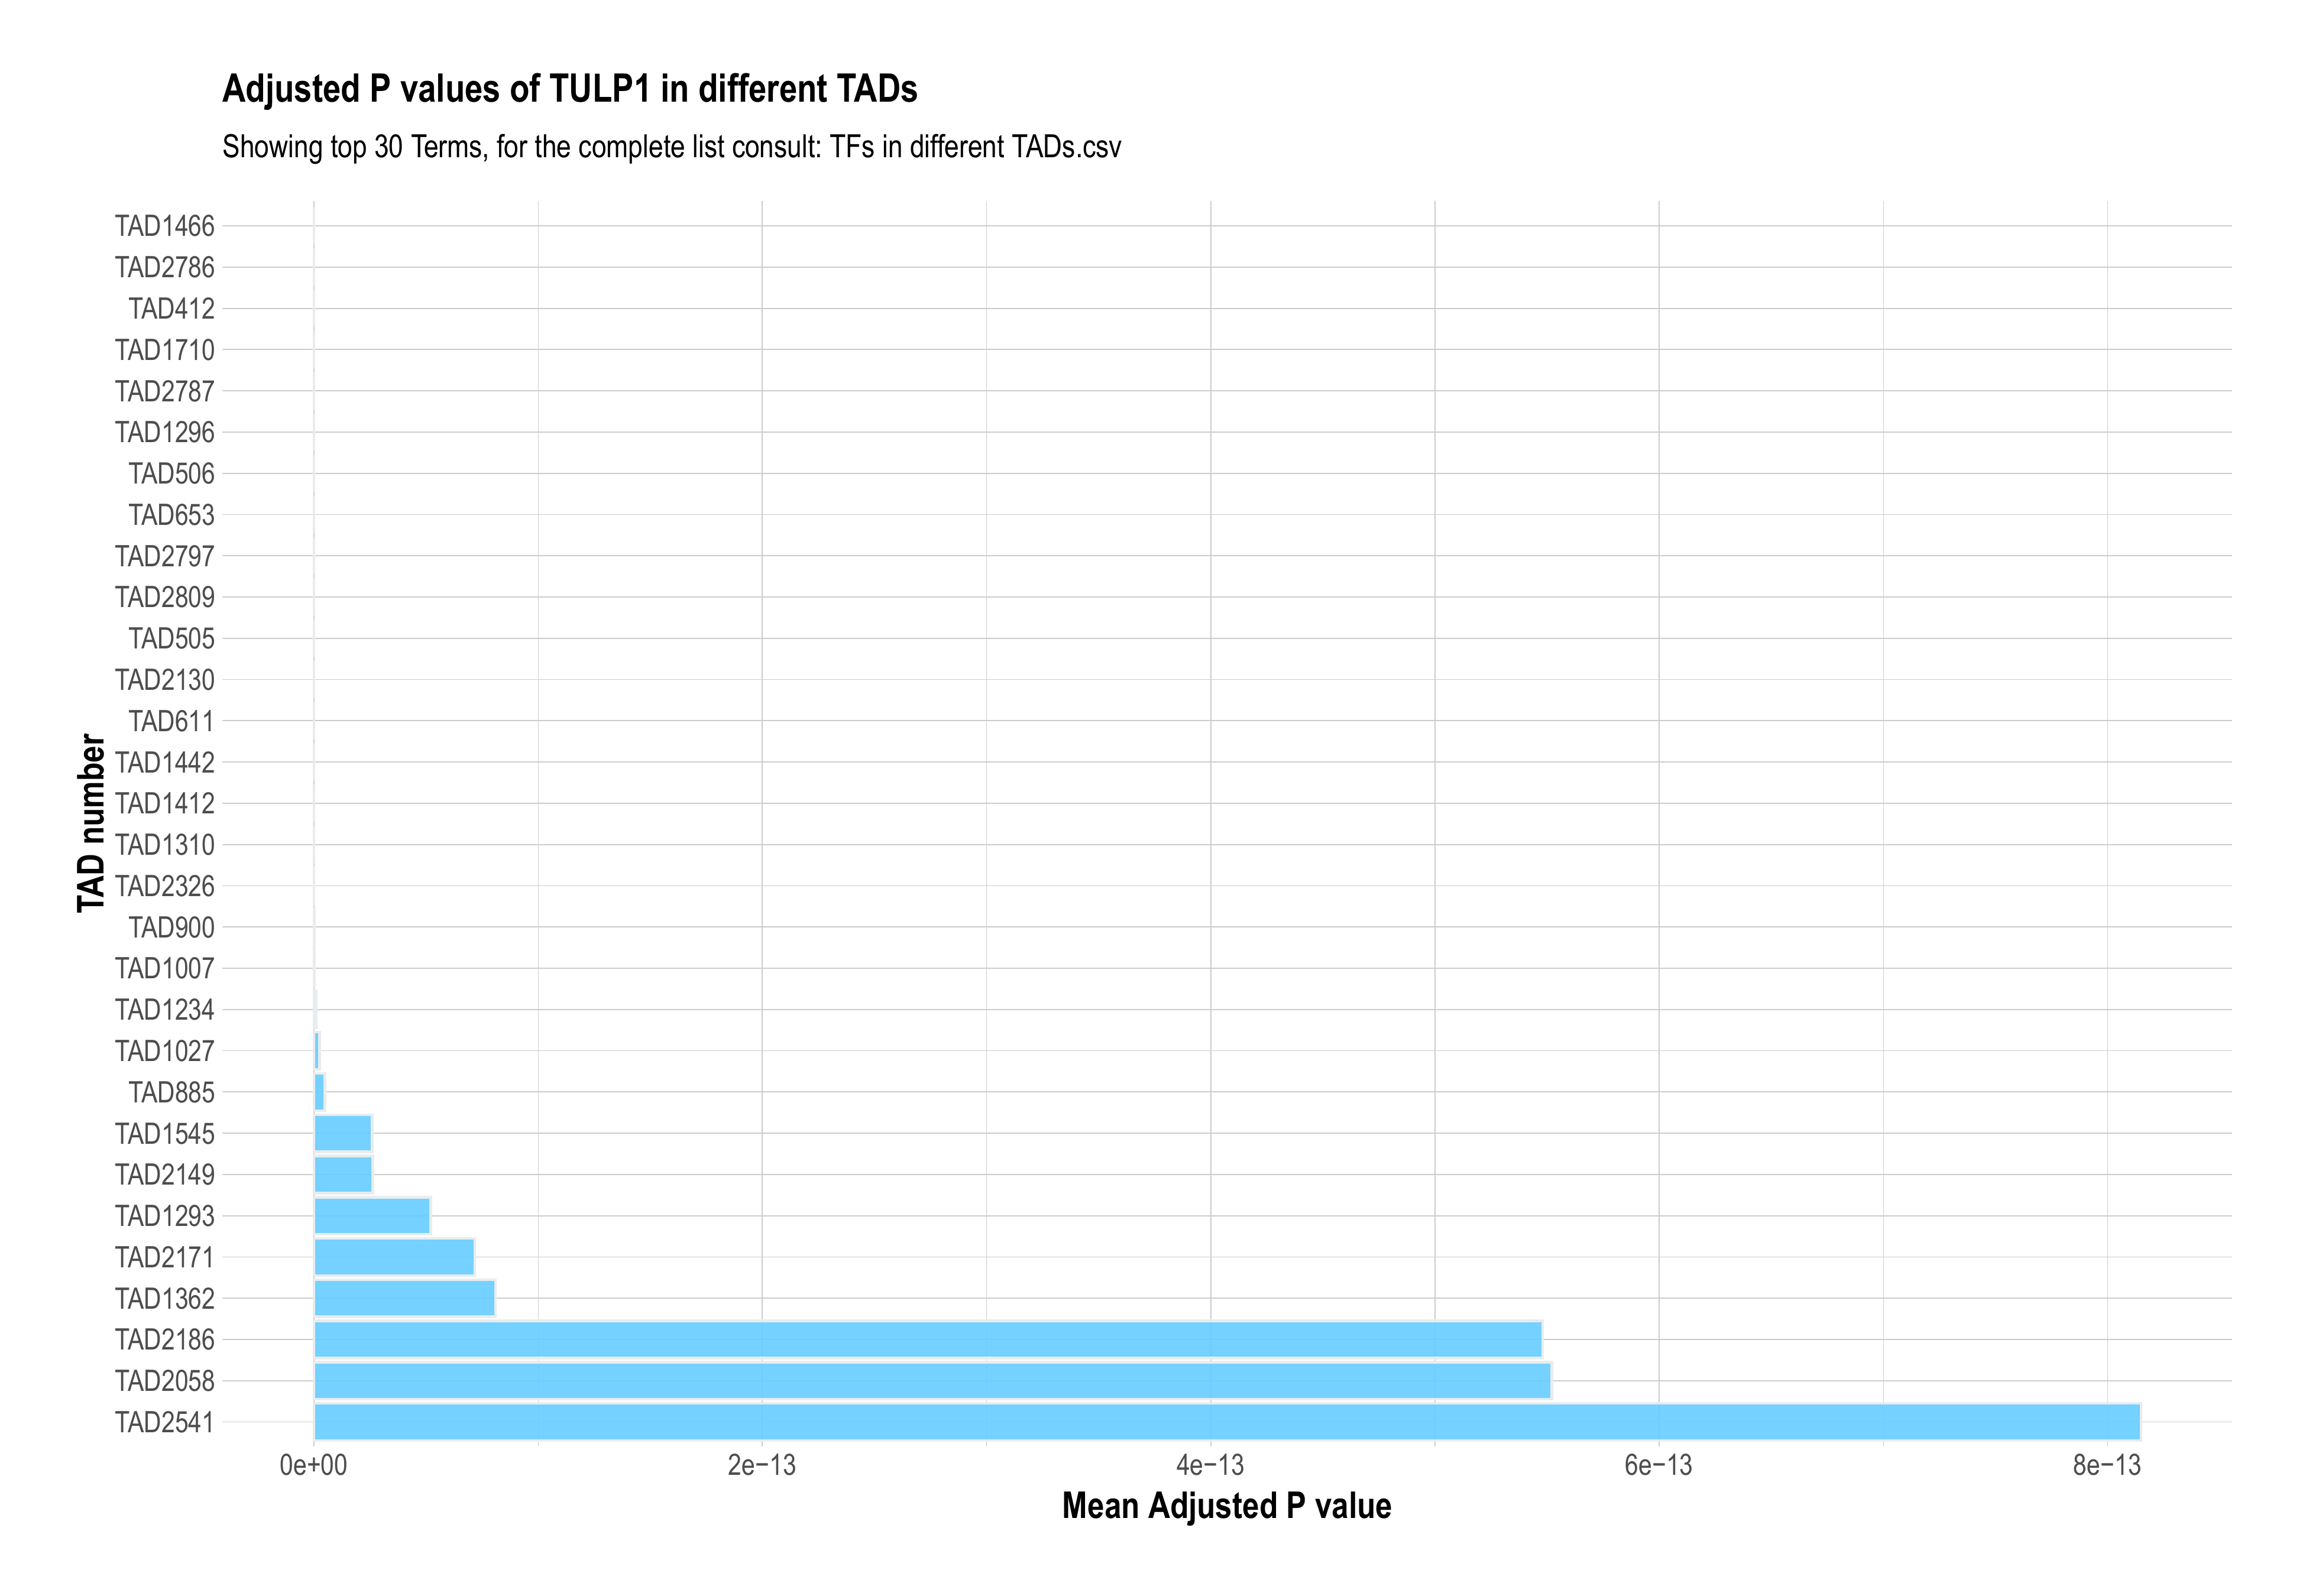 Adjusted P values of TULP1 in different TADs
Showing top 30 Terms, for the complete list consult: TFs in different TADs.csv
TAD number
TAD1466
TAD2786
TAD412
TAD1710
TAD2787
TAD1296
TAD506
TAD653
TAD2797
TAD2809
TAD505
TAD2130
TAD611
TAD1442
TAD1412
TAD1310
TAD2326
TAD900
TAD1007
TAD1234
TAD1027
TAD885
TAD1545
TAD2149
TAD1293
TAD2171
TAD1362
TAD2186
TAD2058
TAD2541
0e+00 2e−13 4e−13 6e−13 8e−13
Mean Adjusted P value